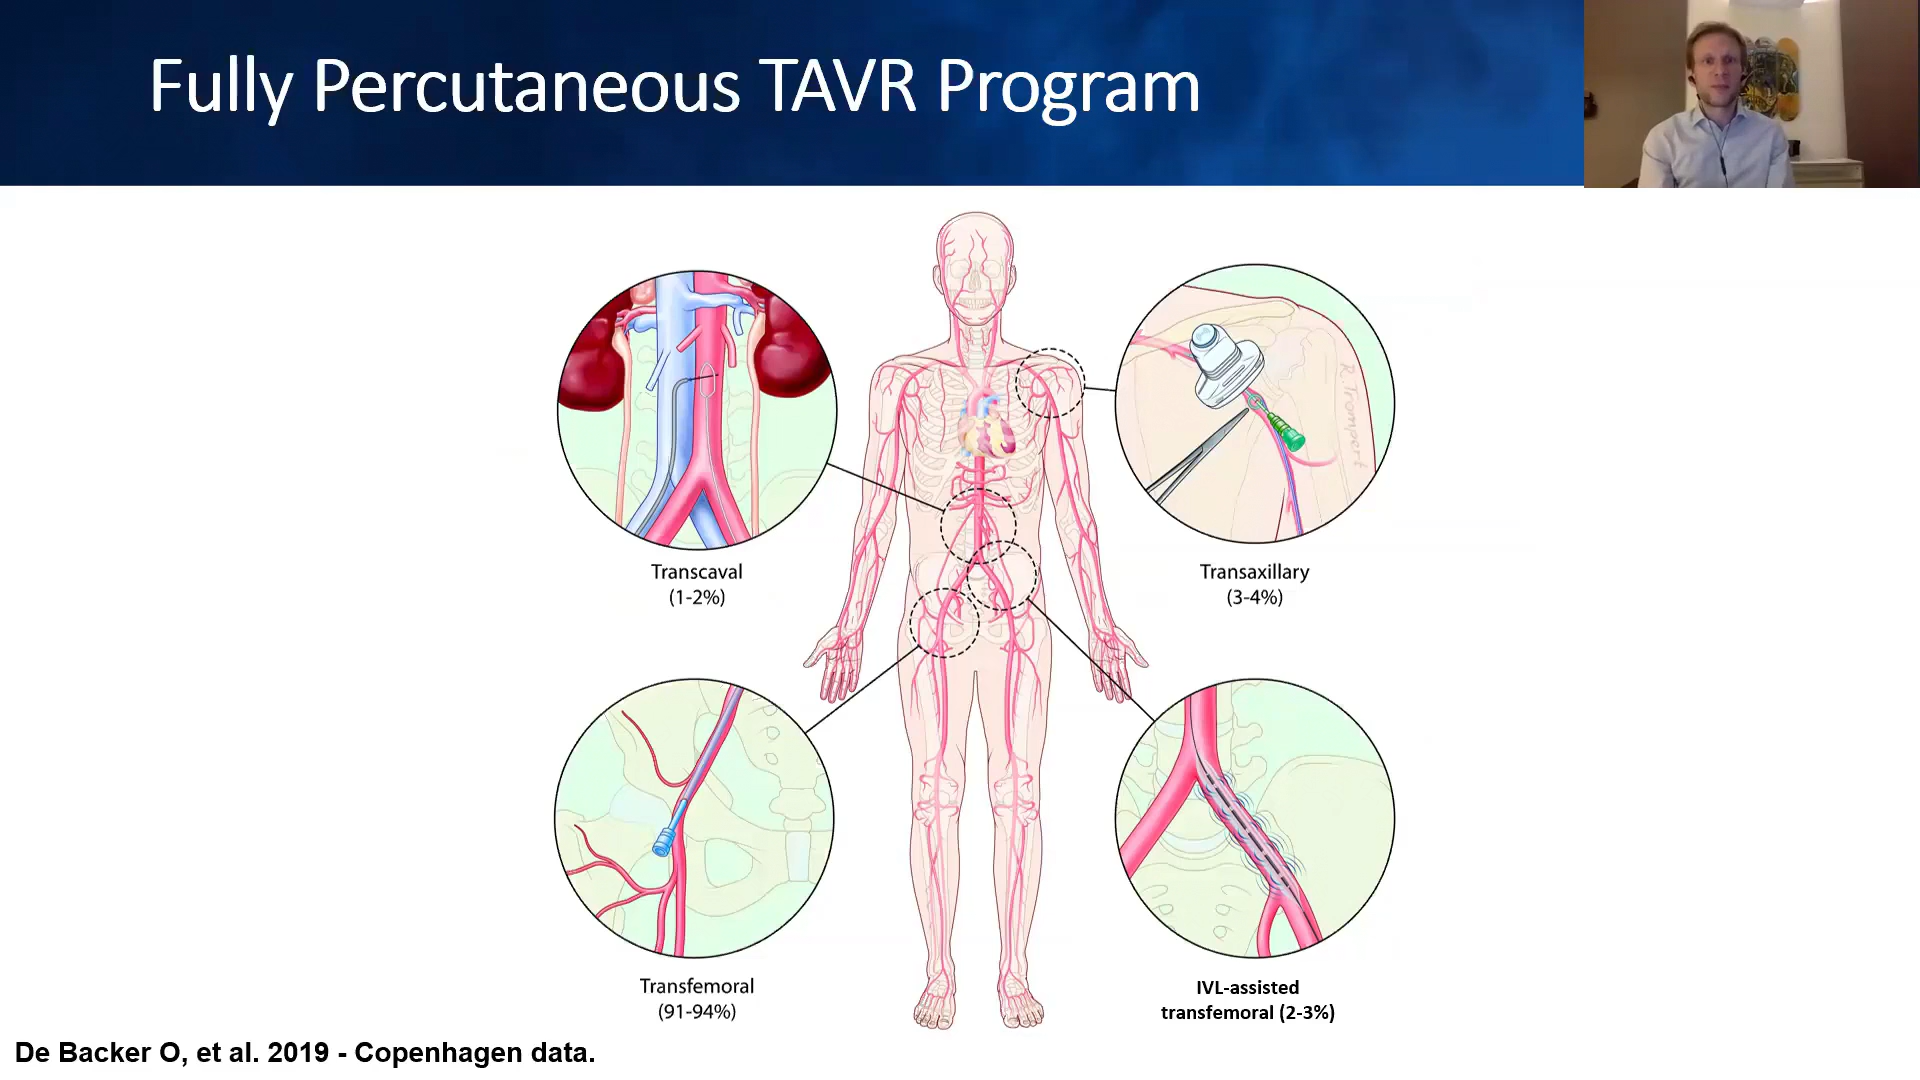 Fully Percutaneous TAVR Program
Transcaval
(1-2%)
R. Trompert
Transaxillary
(3-4%)
Transfemoral
(91-94%)
IVL-assisted
transfemoral (2-3%)
De Backer O, et al. 2019 - Copenhagen data.